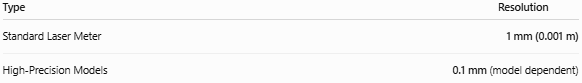 Type Resolution
Standard Laser Meter 1 mm (0.001 m)
High-Precision Models 0.1 mm (model dependent)